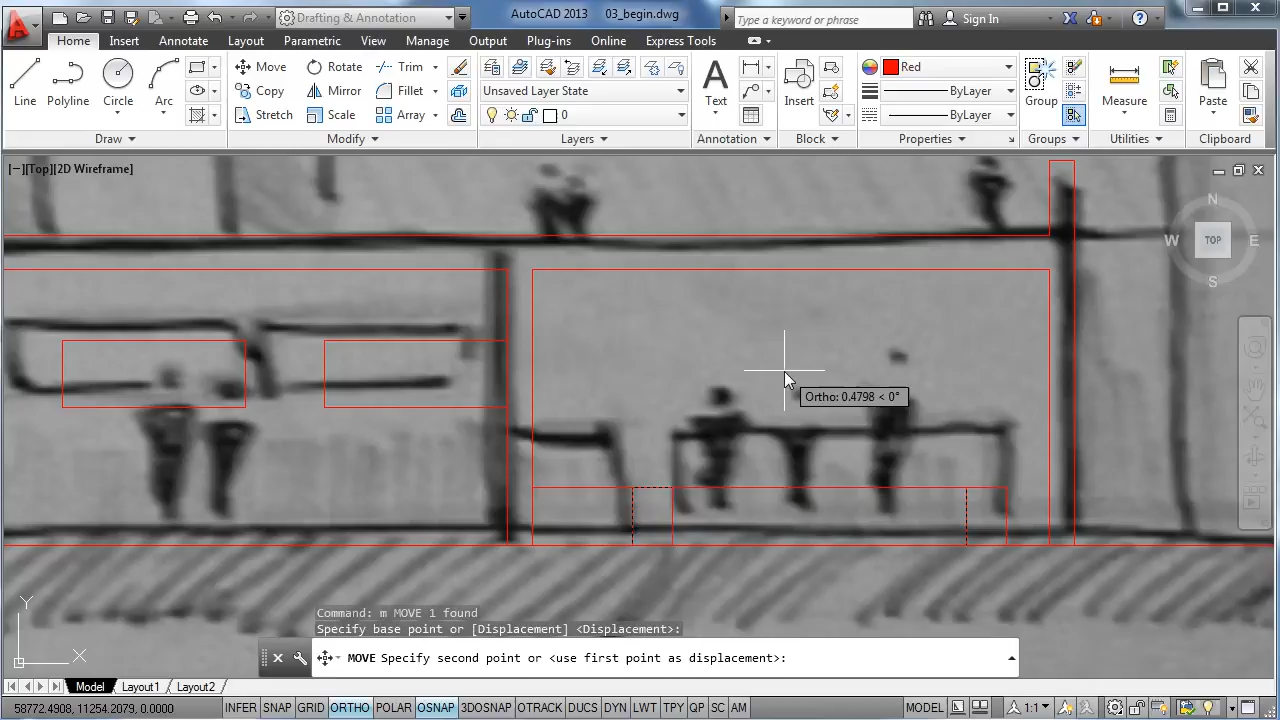 Drafting & Annotation
AutoCAD 2013 03_begin.dwg
Type a keyword or phrase
Sign In
Home Insert Annotate Layout Parametric View Manage Output Plug-ins Online Express Tools
Line
Polyline
Circle
Arc
Move
Rotate
Trim
Copy
Mirror
Fillet
Stretch
Scale
Array
Unsaved Layer State
0
A
Text
Insert
Red
ByLayer
ByLayer
Group
Measure
Paste
Draw
Modify
Layers
Annotation
Block
Properties
Groups
Utilities
Clipboard
[−][Top][2D Wireframe]
N
W TOP E
S
Ortho: 0.4798 < 0°
Y
X
Command: m MOVE 1 found
Specify base point or [Displacement] <Displacement>:
MOVE Specify second point or <use first point as displacement>:
Model Layout1 Layout2
58772.4908, 11254.2079, 0.0000 INFER SNAP GRID ORTHO POLAR OSNAP 3DOSNAP OTRACK DUCS DYN LWT TPY QP SC AM MODEL 1:1